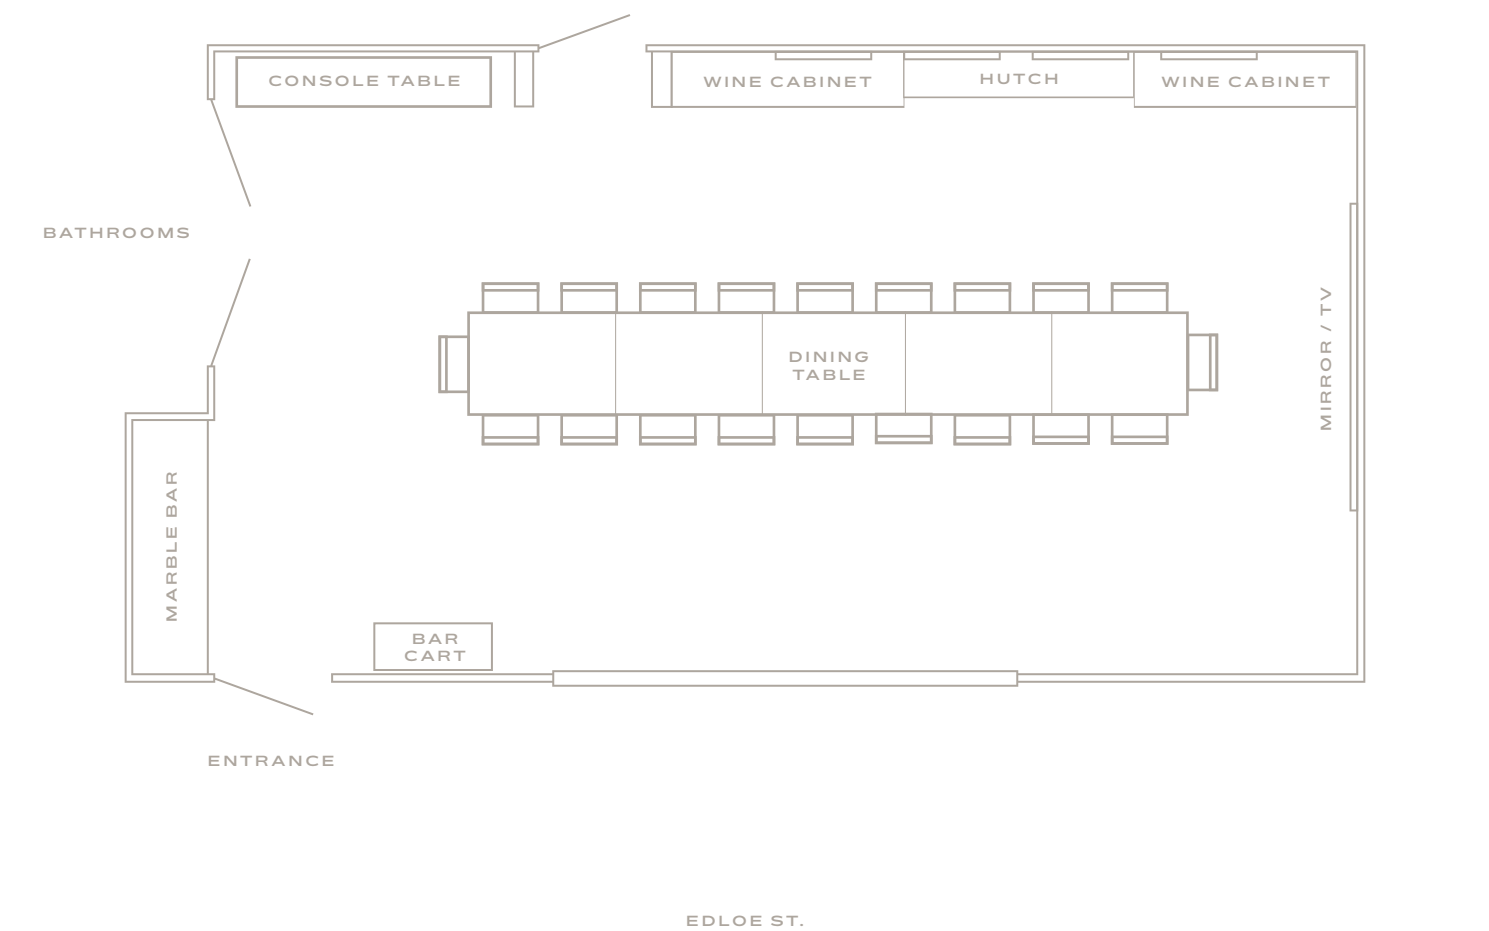 CONSOLE TABLE
WINE CABINET
HUTCH
WINE CABINET
BATHROOMS
DINING
TABLE
MIRROR / TV
MARBLE BAR
BAR
CART
ENTRANCE
EDLOE ST.